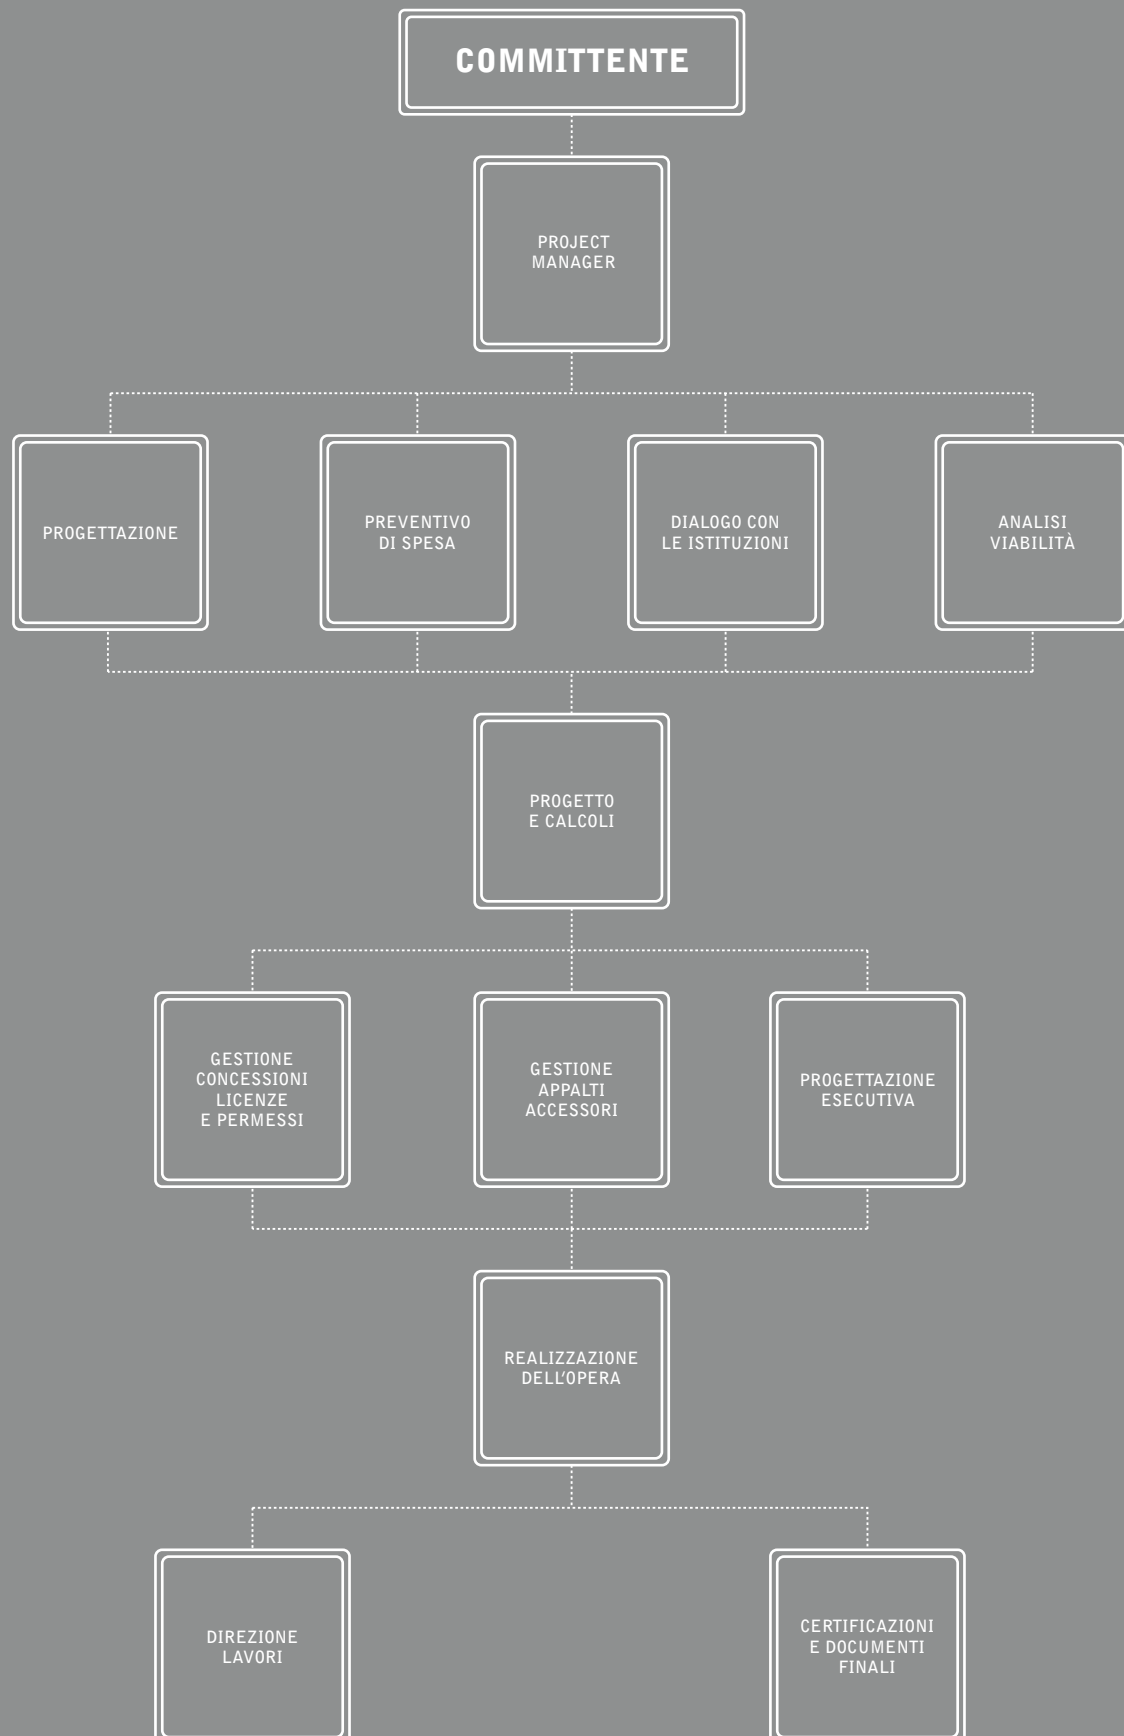 COMMITTENTE
PROJECT
MANAGER
PROGETTAZIONE
PREVENTIVO
DI SPESA
DIALOGO CON
LE ISTITUZIONI
ANALISI
VIABILITÀ
PROGETTO
E CALCOLI
GESTIONE
CONCESSIONI
LICENZE
E PERMESSI
GESTIONE
APPALTI
ACCESSORI
PROGETTAZIONE
ESECUTIVA
REALIZZAZIONE
DELL'OPERA
DIREZIONE
LAVORI
CERTIFICAZIONI
E DOCUMENTI
FINALI